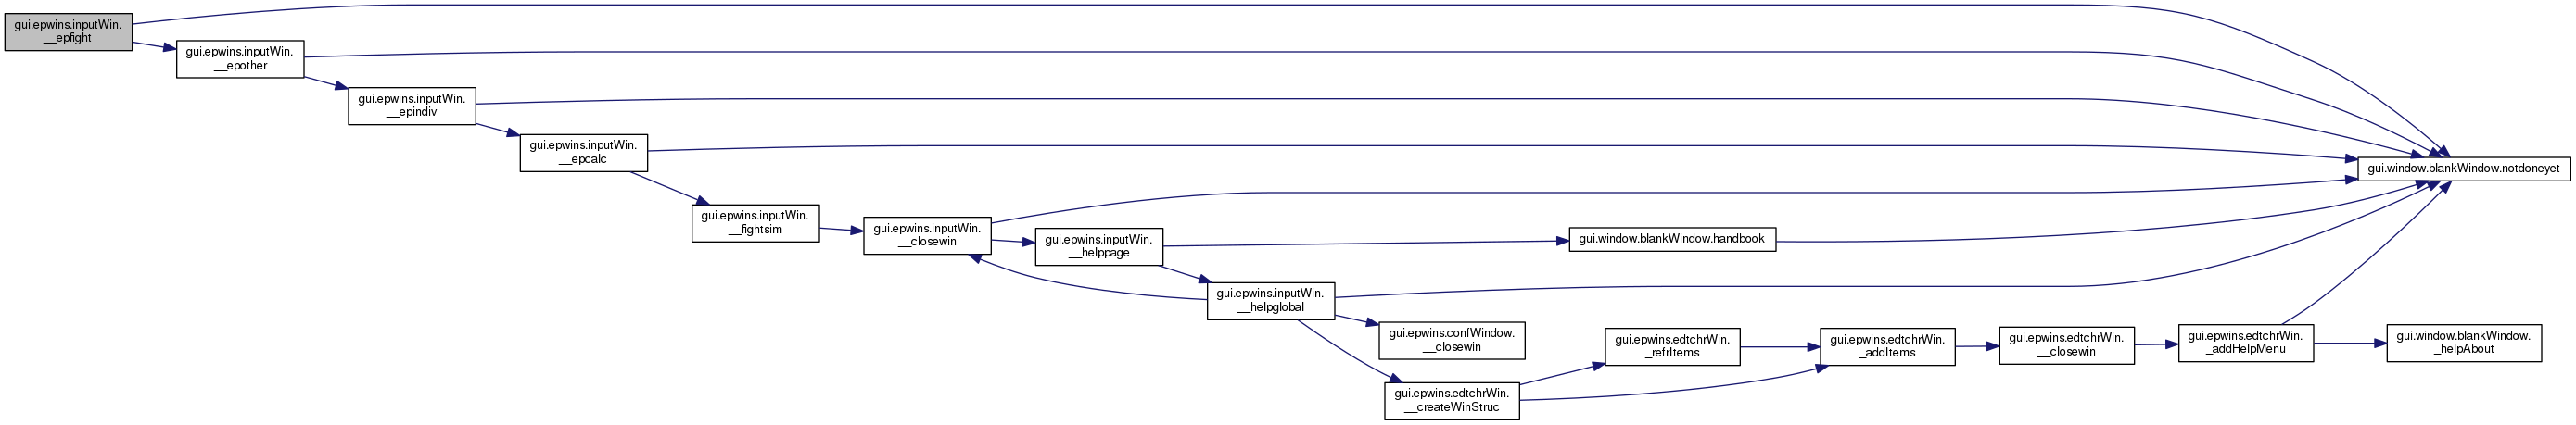 gui.epwins.inputWin.
__epfight
gui.epwins.inputWin.
__epother
gui.epwins.inputWin.
__epindiv
gui.epwins.inputWin.
__epcalc
gui.window.blankWindow.notdoneyet
gui.epwins.inputWin.
__fightsim
gui.epwins.inputWin.
__closewin
gui.epwins.inputWin.
__helppage
gui.window.blankWindow.handbook
gui.epwins.inputWin.
__helpglobal
gui.epwins.confWindow.
__closewin
gui.epwins.edtchrWin.
_refrItems
gui.epwins.edtchrWin.
_addItems
gui.epwins.edtchrWin.
__closewin
gui.epwins.edtchrWin.
_addHelpMenu
gui.window.blankWindow.
_helpAbout
gui.epwins.edtchrWin.
__createWinStruc